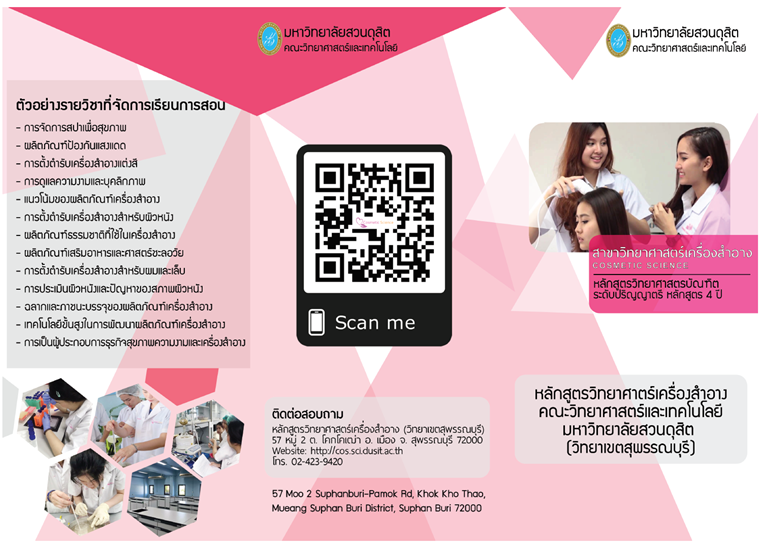 มหาวิทยาลัยสวนดุสิต
คณะวิทยาศาสตร์และเทคโนโลยี
ตัวอย่างรายวิชาที่จัดการเรียนการสอน
- การจัดการสปาเพื่อสุขภาพ
- ผลิตภัณฑ์ป้องกันแสงแดด
- การตั้งตำรับเครื่องสำอางแต่งสี
- การดูแลความงามและบุคลิกภาพ
- แนวโน้มของผลิตภัณฑ์เครื่องสำอาง
- การตั้งตำรับเครื่องสำอางสำหรับผิวหนัง
- ผลิตภัณฑ์ธรรมชาติที่ใช้ในเครื่องสำอาง
- ผลิตภัณฑ์เสริมอาหารและศาสตร์ชะลอวัย
- การตั้งตำรับเครื่องสำอางสำหรับผมและเล็บ
- การประเมินผิวหนังและปัญหาของสภาพผิวหนัง
- ฉลากและภาชนะบรรจุของผลิตภัณฑ์เครื่องสำอาง
- เทคโนโลยีขั้นสูงในการพัฒนาผลิตภัณฑ์เครื่องสำอาง
- การเป็นผู้ประกอบการธุรกิจสุขภาพความงามและเครื่องสำอาง
Scan me
ติดต่อสอบถาม
หลักสูตรวิทยาศาสตร์เครื่องสำอาง (วิทยาเขตสุพรรณบุรี)
57 หมู่ 2 ต. โคกโคเฒ่า อ. เมือง จ. สุพรรณบุรี 72000
Website: http://cos.sci.dusit.ac.th
โทร. 02-423-9420
57 Moo 2 Suphanburi-Pamok Rd, Khok Kho Thao,
Mueang Suphan Buri District, Suphan Buri 72000
มหาวิทยาลัยสวนดุสิต
คณะวิทยาศาสตร์และเทคโนโลยี
สาขาวิทยาศาสตร์เครื่องสำอาง
COSMETIC SCIENCE
หลักสูตรวิทยาศาสตรบัณฑิต
ระดับปริญญาตรี หลักสูตร 4 ปี
หลักสูตรวิทยาศาตร์เครื่องสำอาง
คณะวิทยาศาสตร์และเทคโนโลยี
มหาวิทยาลัยสวนดุสิต
(วิทยาเขตสุพรรณบุรี)